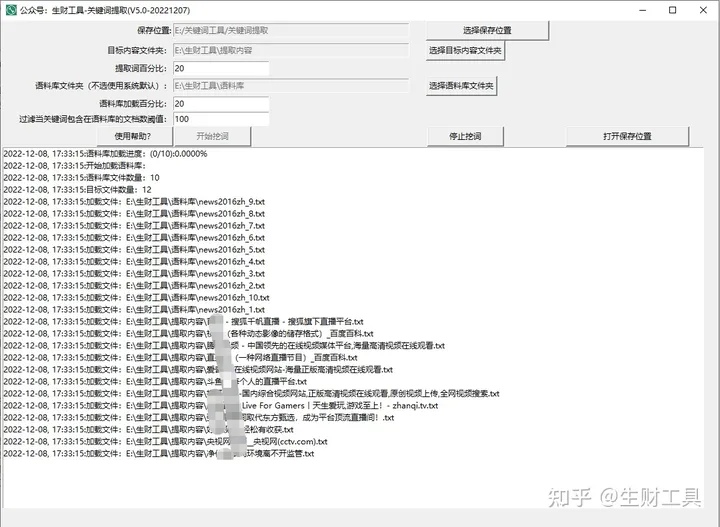 公众号：生财工具-关键词提取(V5.0-20221207)
保存位置: E:/关键词工具/关键词提取 选择保存位置
目标内容文件夹: E:\生财工具\提取内容 选择目标内容文件夹
提取词百分比: 20
语料库文件夹（不选使用系统默认）: E:\生财工具\语料库 选择语料库文件夹
语料库加载百分比: 20
过滤当关键词包含在语料库的文档数阈值: 100
使用帮助? 开始挖词 停止挖词 打开保存位置
2022-12-08, 17:33:15:语料库加载进度：(0/10):0.0000%
2022-12-08, 17:33:15:开始加载语料库：
2022-12-08, 17:33:15:语料库文件数量：10
2022-12-08, 17:33:15:目标文件数量：12
2022-12-08, 17:33:15:加载文件：E:\生财工具\语料库\news2016zh_9.txt
2022-12-08, 17:33:15:加载文件：E:\生财工具\语料库\news2016zh_8.txt
2022-12-08, 17:33:15:加载文件：E:\生财工具\语料库\news2016zh_7.txt
2022-12-08, 17:33:15:加载文件：E:\生财工具\语料库\news2016zh_6.txt
2022-12-08, 17:33:15:加载文件：E:\生财工具\语料库\news2016zh_5.txt
2022-12-08, 17:33:15:加载文件：E:\生财工具\语料库\news2016zh_4.txt
2022-12-08, 17:33:15:加载文件：E:\生财工具\语料库\news2016zh_3.txt
2022-12-08, 17:33:15:加载文件：E:\生财工具\语料库\news2016zh_2.txt
2022-12-08, 17:33:15:加载文件：E:\生财工具\语料库\news2016zh_10.txt
2022-12-08, 17:33:15:加载文件：E:\生财工具\语料库\news2016zh_1.txt
2022-12-08, 17:33:15:加载文件：E:\生财工具\提取内容\ - 搜狐千帆直播 - 搜狐旗下直播平台.txt
2022-12-08, 17:33:15:加载文件：E:\生财工具\提取内容\（各种动态影像的储存格式）_百度百科.txt
2022-12-08, 17:33:15:加载文件：E:\生财工具\提取内容\视频 - 中国领先的在线视频媒体平台,海量高清视频在线观看.txt
2022-12-08, 17:33:15:加载文件：E:\生财工具\提取内容\直（一种网络直播节目）_百度百科.txt
2022-12-08, 17:33:15:加载文件：E:\生财工具\提取内容\爱在线视频网站-海量正版高清视频在线观看.txt
2022-12-08, 17:33:15:加载文件：E:\生财工具\提取内容\斗鱼个人的直播平台.txt
2022-12-08, 17:33:15:加载文件：E:\生财工具\提取内容\-国内综合视频网站,正版高清视频在线观看,原创视频上传,全网视频搜索.txt
2022-12-08, 17:33:15:加载文件：E:\生财工具\提取内容\Live For Gamers | 天生爱玩,游戏至上！ - zhanqi.tv.txt
2022-12-08, 17:33:15:加载文件：E:\生财工具\提取内容\取代东方甄选，成为平台顶流直播间！.txt
2022-12-08, 17:33:15:加载文件：E:\生财工具\提取内容\轻松有收获.txt
2022-12-08, 17:33:15:加载文件：E:\生财工具\提取内容\央视网_央视网(cctv.com).txt
2022-12-08, 17:33:15:加载文件：E:\生财工具\提取内容\净环境离不开监管.txt
知乎 @生财工具